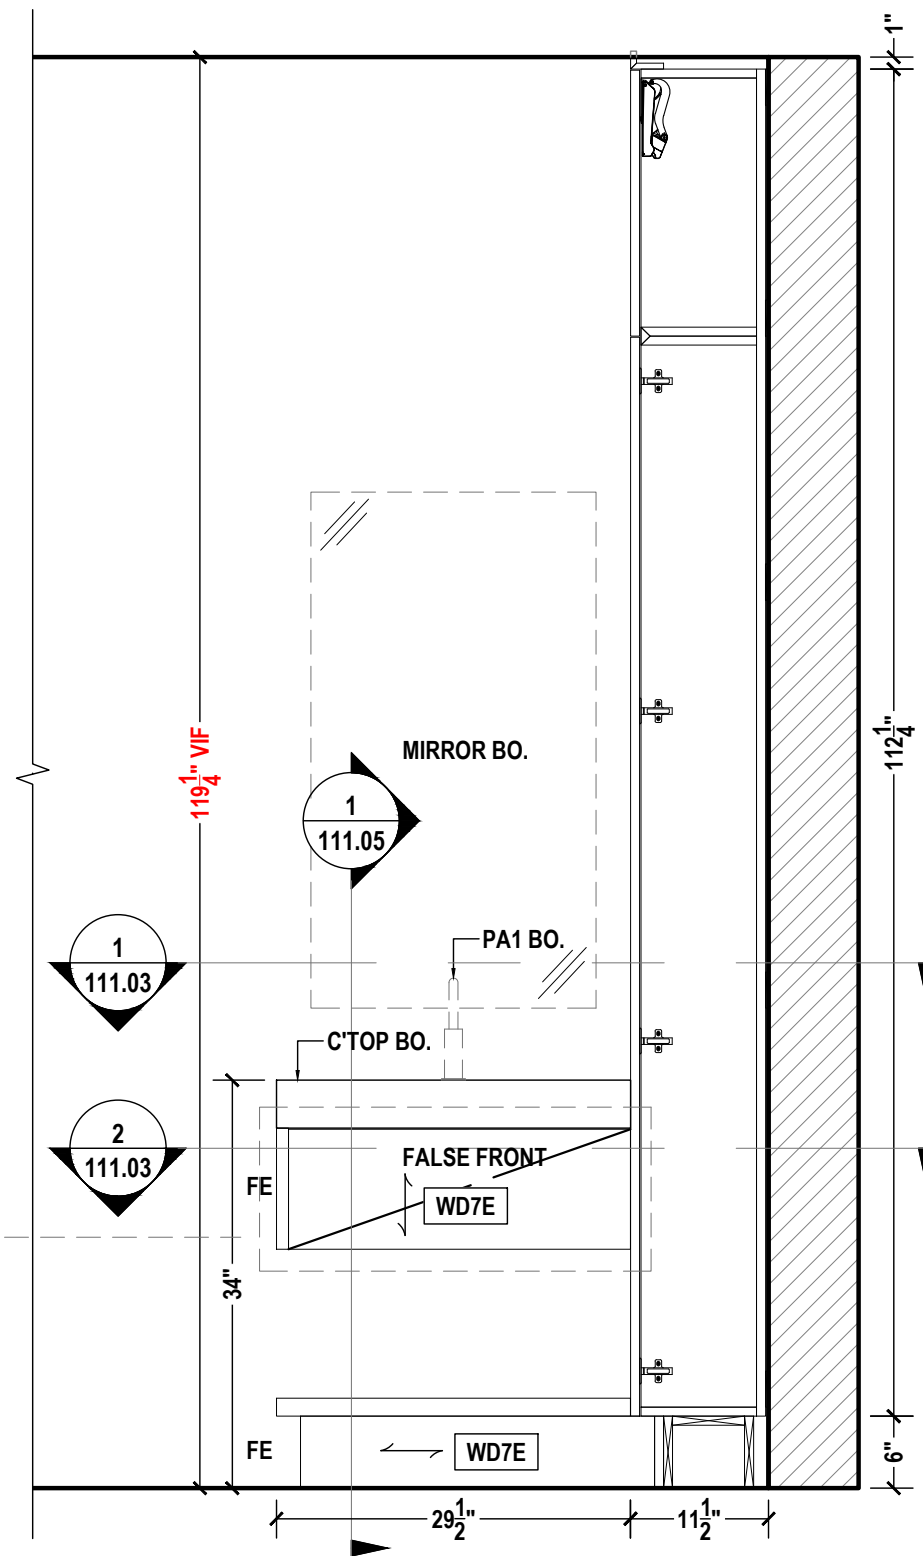 1"
119 1/4" VIF
112 1/4"
MIRROR BO.
1
111.05
PA1 BO.
1
111.03
C'TOP BO.
2
111.03
FALSE FRONT
FE
WD7E
34"
FE
WD7E
6"
29 1/2"
11 1/2"